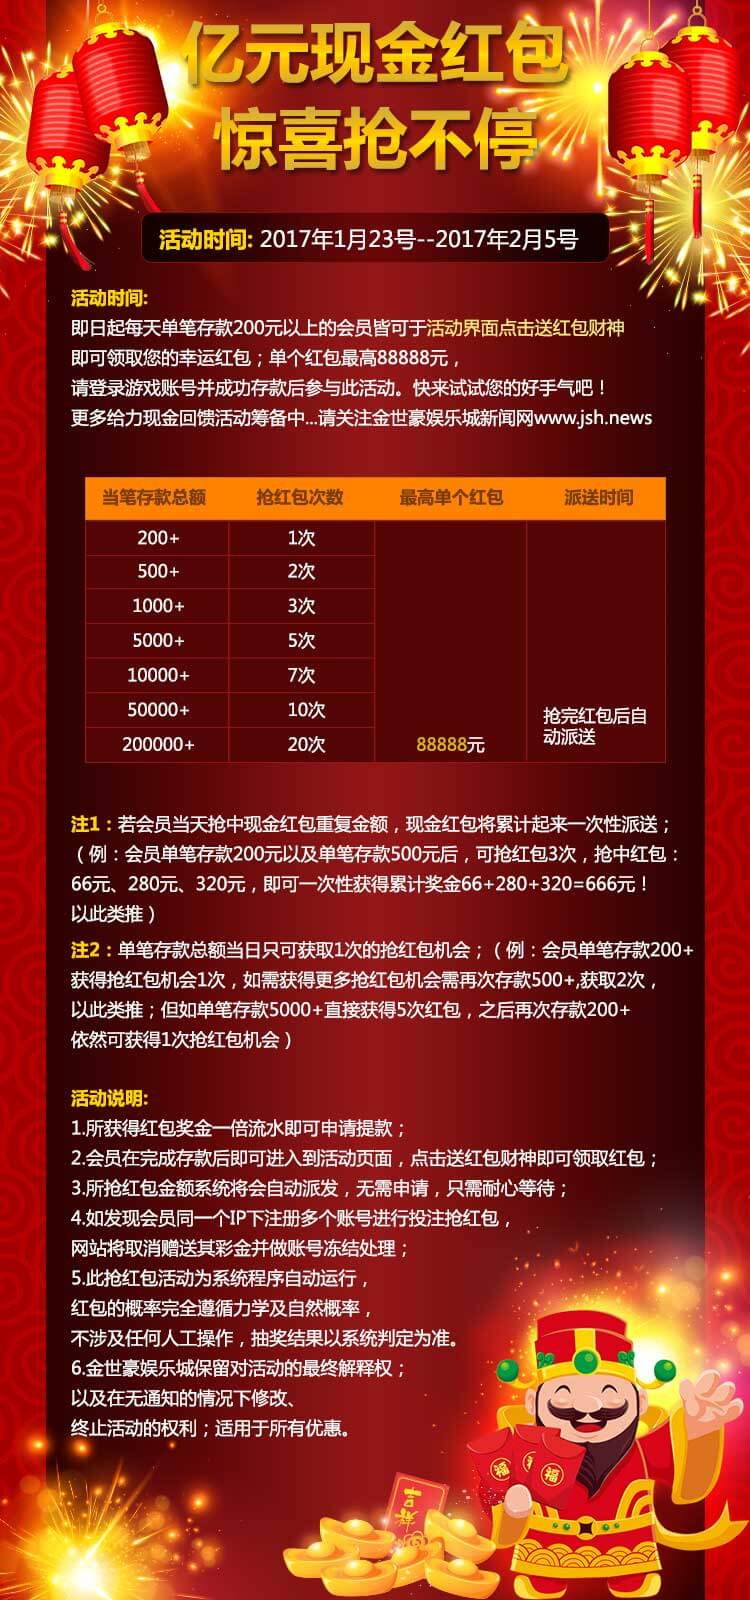 亿元现金红包
惊喜抢不停
活动时间: 2017年1月23号--2017年2月5号
活动时间:
即日起每天单笔存款200元以上的会员皆可于活动界面点击送红包财神
即可领取您的幸运红包；单个红包最高88888元，
请登录游戏账号并成功存款后参与此活动。快来试试您的好手气吧！
更多给力现金回馈活动筹备中...请关注金世豪娱乐城新闻网www.jsh.news
当笔存款总额 抢红包次数 最高单个红包 派送时间
200+ 1次
500+ 2次
1000+ 3次
5000+ 5次
10000+ 7次
50000+ 10次
200000+ 20次 88888元 抢完红包后自
动派送
注1：若会员当天抢中现金红包重复金额，现金红包将累计起来一次性派送；
（例：会员单笔存款200元以及单笔存款500元后，可抢红包3次，抢中红包：
66元、280元、320元，即可一次性获得累计奖金66+280+320=666元！
以此类推）
注2：单笔存款总额当日只可获取1次的抢红包机会；（例：会员单笔存款200+
获得抢红包机会1次，如需获得更多抢红包机会需再次存款500+,获取2次，
以此类推；但如单笔存款5000+直接获得5次红包，之后再次存款200+
依然可获得1次抢红包机会）
活动说明:
1.所获得红包奖金一倍流水即可申请提款；
2.会员在完成存款后即可进入到活动页面，点击送红包财神即可领取红包；
3.所抢红包金额系统将会自动派发，无需申请，只需耐心等待；
4.如发现会员同一个IP下注册多个账号进行投注抢红包，
网站将取消赠送其彩金并做账号冻结处理；
5.此抢红包活动为系统程序自动运行，
红包的概率完全遵循力学及自然概率，
不涉及任何人工操作，抽奖结果以系统判定为准。
6.金世豪娱乐城保留对活动的最终解释权；
以及在无通知的情况下修改、
终止活动的权利；适用于所有优惠。
福 福
吉祥